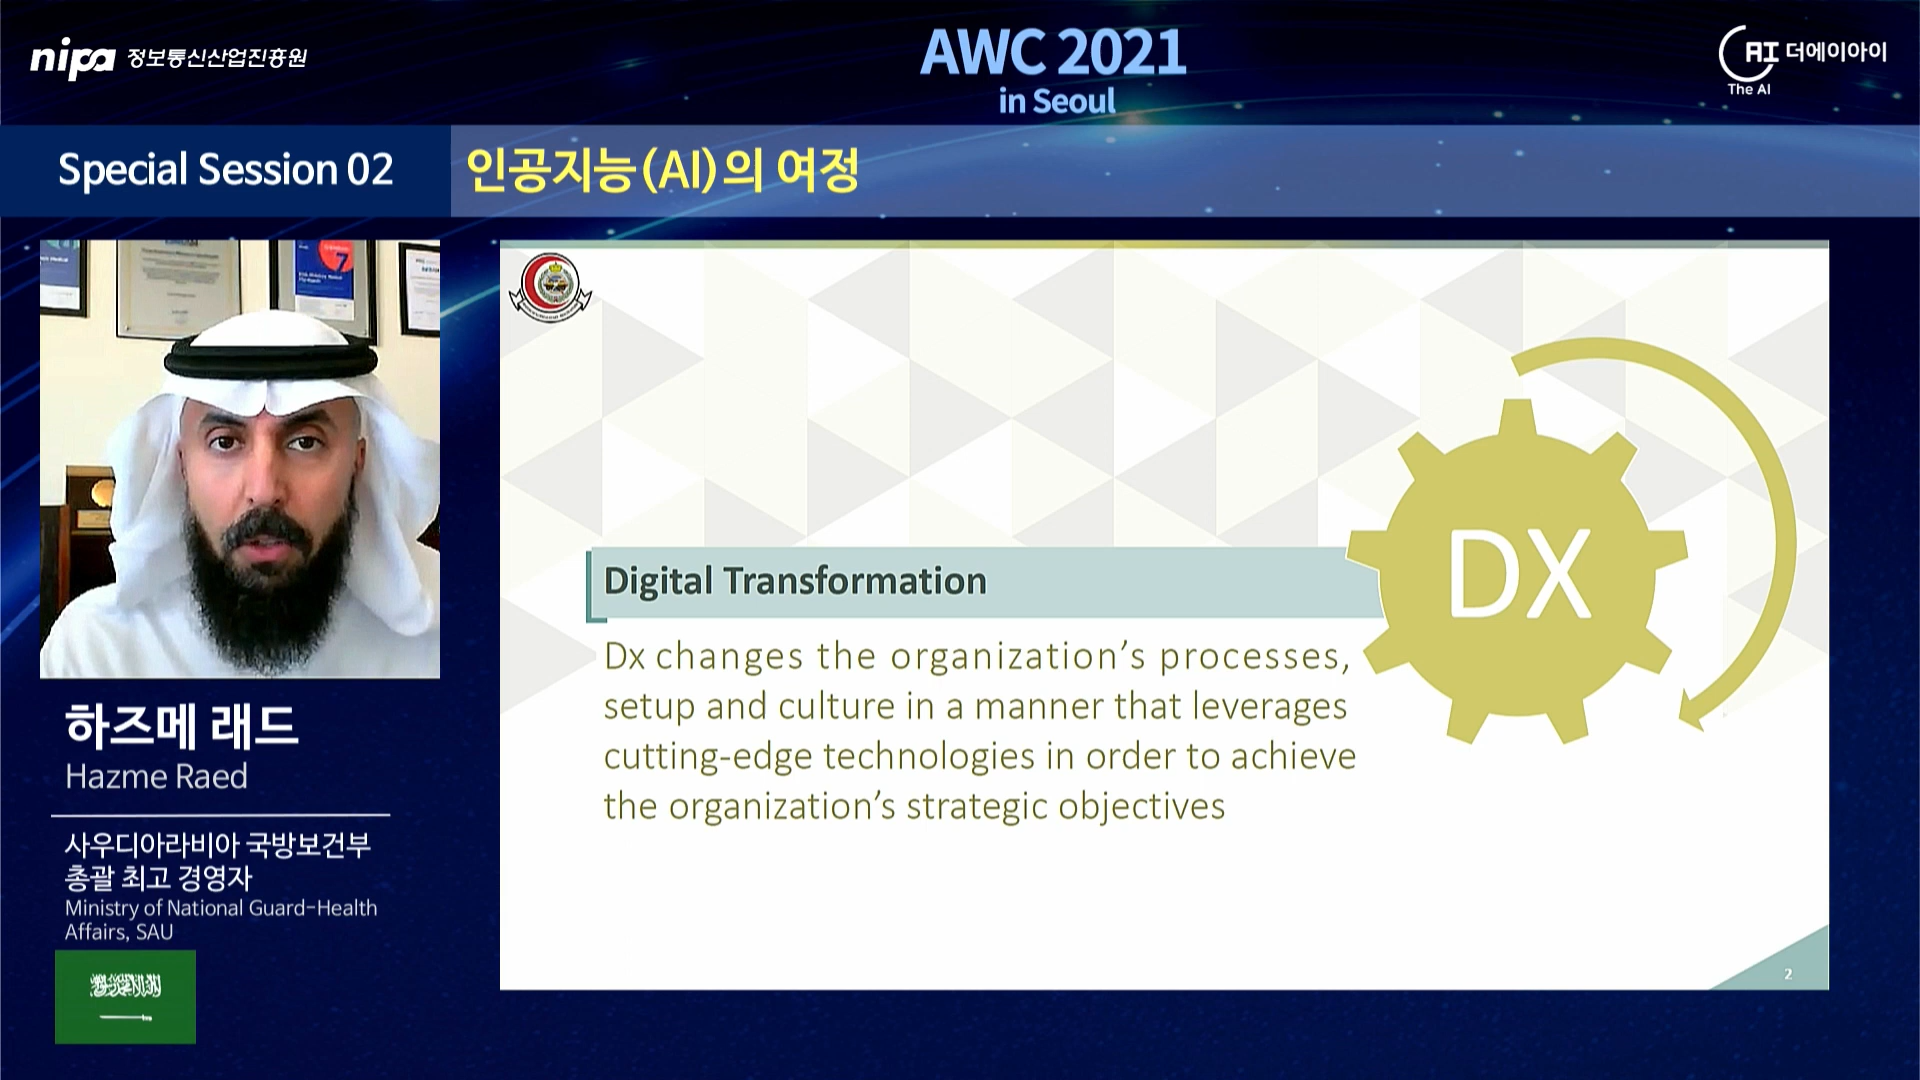 nipa 정보통신산업진흥원
AWC 2021
in Seoul
AI 더에이아이
The AI
Special Session 02
인공지능(AI)의 여정
7
Digital Transformation
DX
Dx changes the organization’s processes,
setup and culture in a manner that leverages
cutting-edge technologies in order to achieve
the organization’s strategic objectives
2
하즈메 래드
Hazme Raed
사우디아라비아 국방보건부
총괄 최고 경영자
Ministry of National Guard-Health
Affairs, SAU